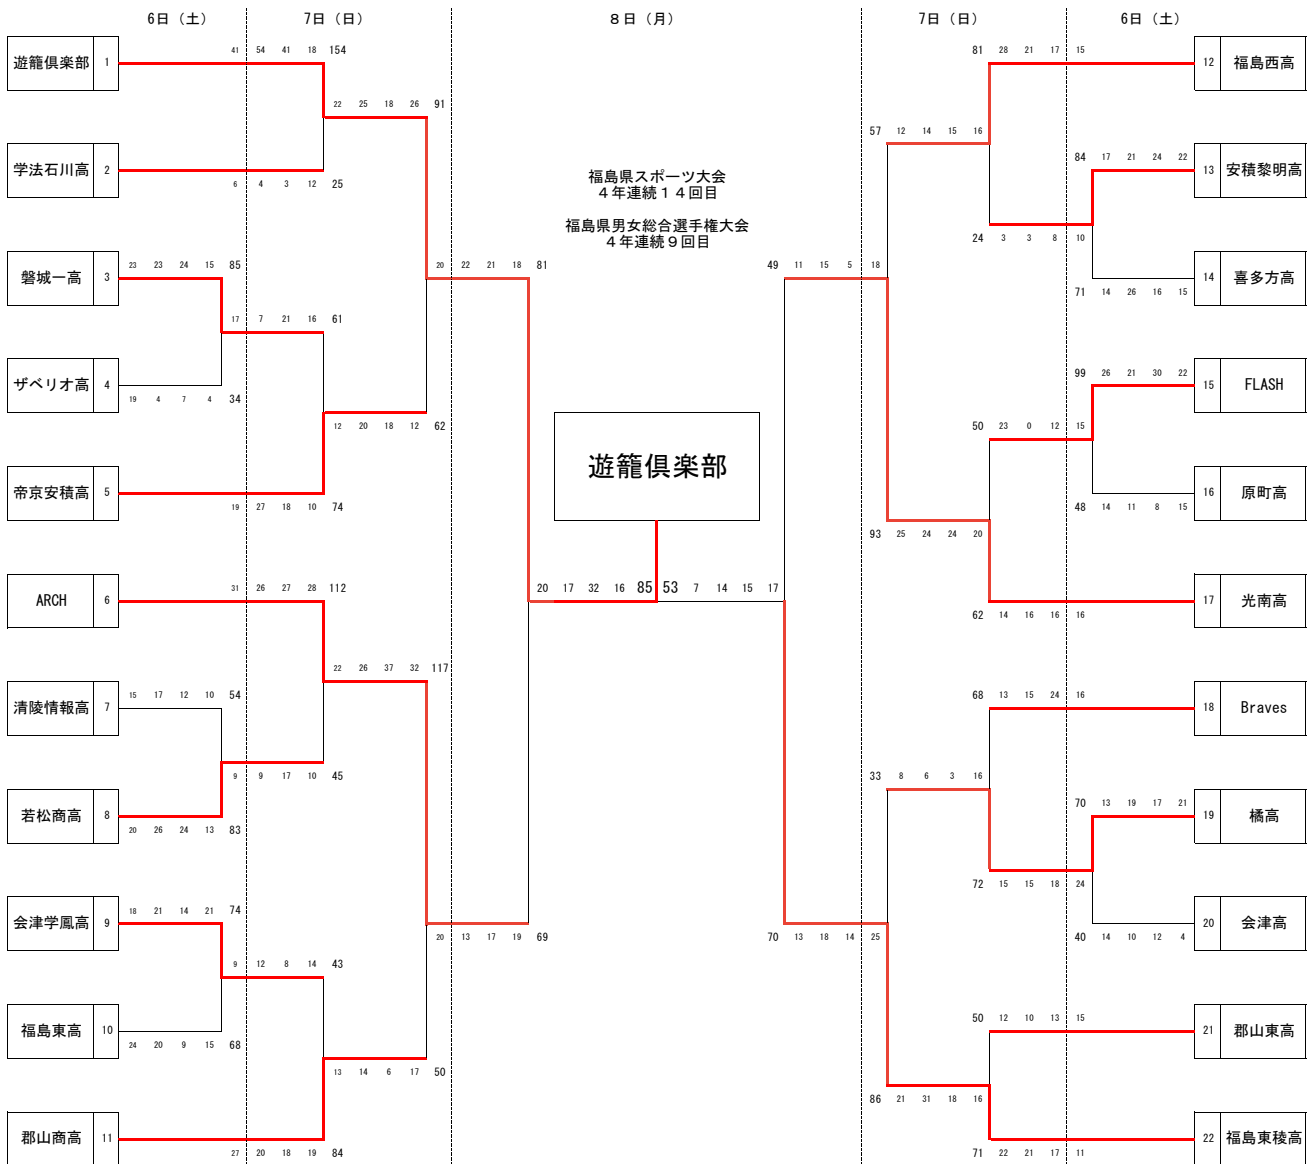 6日（土） 7日（日） ８日（月） 7日（日） 6日（土）
41 54 41 18 154 81 28 21 17 15
遊籠倶楽部 1 12 福島西高
22 25 18 26 91
57 12 14 15 16
84 17 21 24 22
学法石川高 2 13 安積黎明高
福島県スポーツ大会
6 4 3 12 25
４年連続１４回目
福島県男女総合選手権大会
24 3 3 8 10
４年連続９回目
23 23 24 15 85 20 22 21 18 81 49 11 15 5 18
磐城一高 3 14 喜多方高
71 14 26 16 15
17 7 21 16 61
99 26 21 30 22
ザベリオ高 4 15 FLASH
19 4 7 4 34
12 20 18 12 62 50 23 0 12 15
遊籠倶楽部
帝京安積高 5 16 原町高
19 27 18 10 74 48 14 11 8 15
93 25 24 24 20
31 26 27 28 112 20 17 32 16 85 53 7 14 15 17
ARCH 6 17 光南高
62 14 16 16 16
22 26 37 32 117
15 17 12 10 54 68 13 15 24 16
清陵情報高 7 18 Braves
9 9 17 10 45 33 8 6 3 16
70 13 19 17 21
若松商高 8 19 橘高
20 26 24 13 83
72 15 15 18 24
18 21 14 21 74
会津学鳳高 9 20 会津高
20 13 17 19 69 70 13 18 14 25 40 14 10 12 4
9 12 8 14 43
50 12 10 13 15
福島東高 10 21 郡山東高
24 20 9 15 68
13 14 6 17 50
86 21 31 18 16
郡山商高 11 22 福島東稜高
27 20 18 19 84 71 22 21 17 11